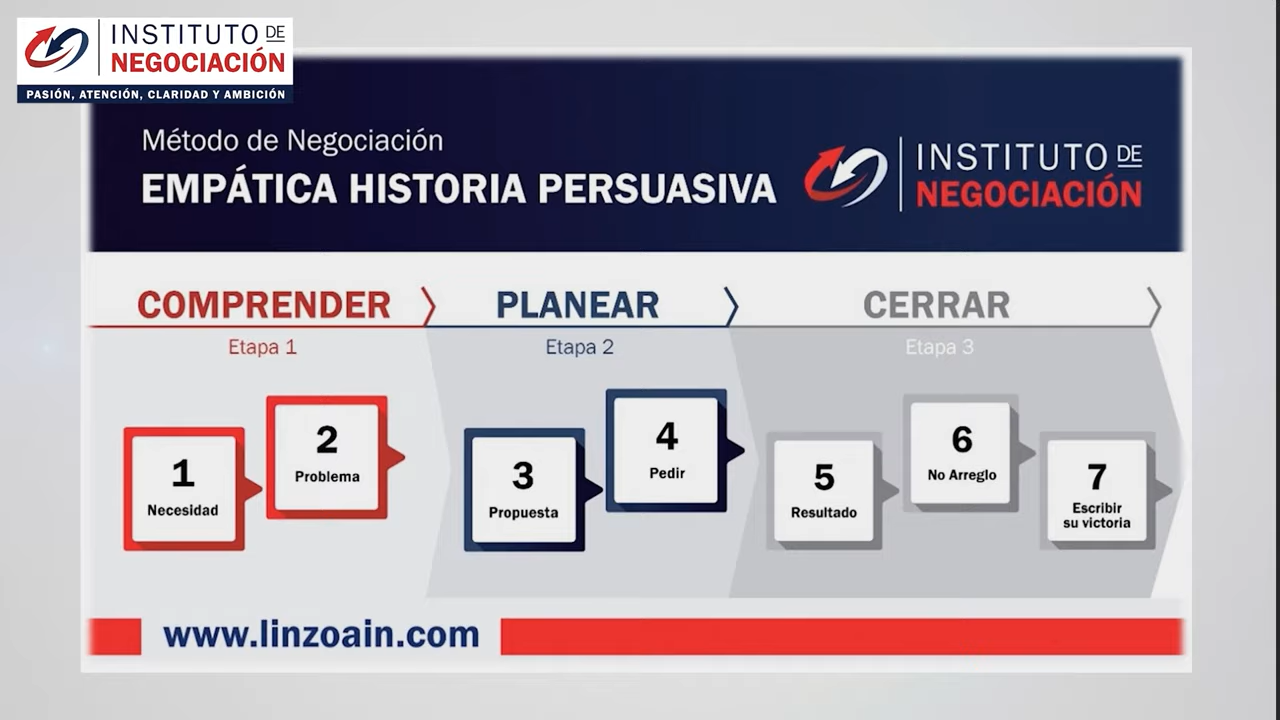 INSTITUTO DE
NEGOCIACIÓN
PASIÓN, ATENCIÓN, CLARIDAD Y AMBICIÓN
Método de Negociación
EMPÁTICA HISTORIA PERSUASIVA
INSTITUTO DE
NEGOCIACIÓN
COMPRENDER
Etapa 1
PLANEAR
Etapa 2
CERRAR
Etapa 3
1
Necesidad
2
Problema
3
Propuesta
4
Pedir
5
Resultado
6
No Arreglo
7
Escribir
su victoria
www.linzoain.com